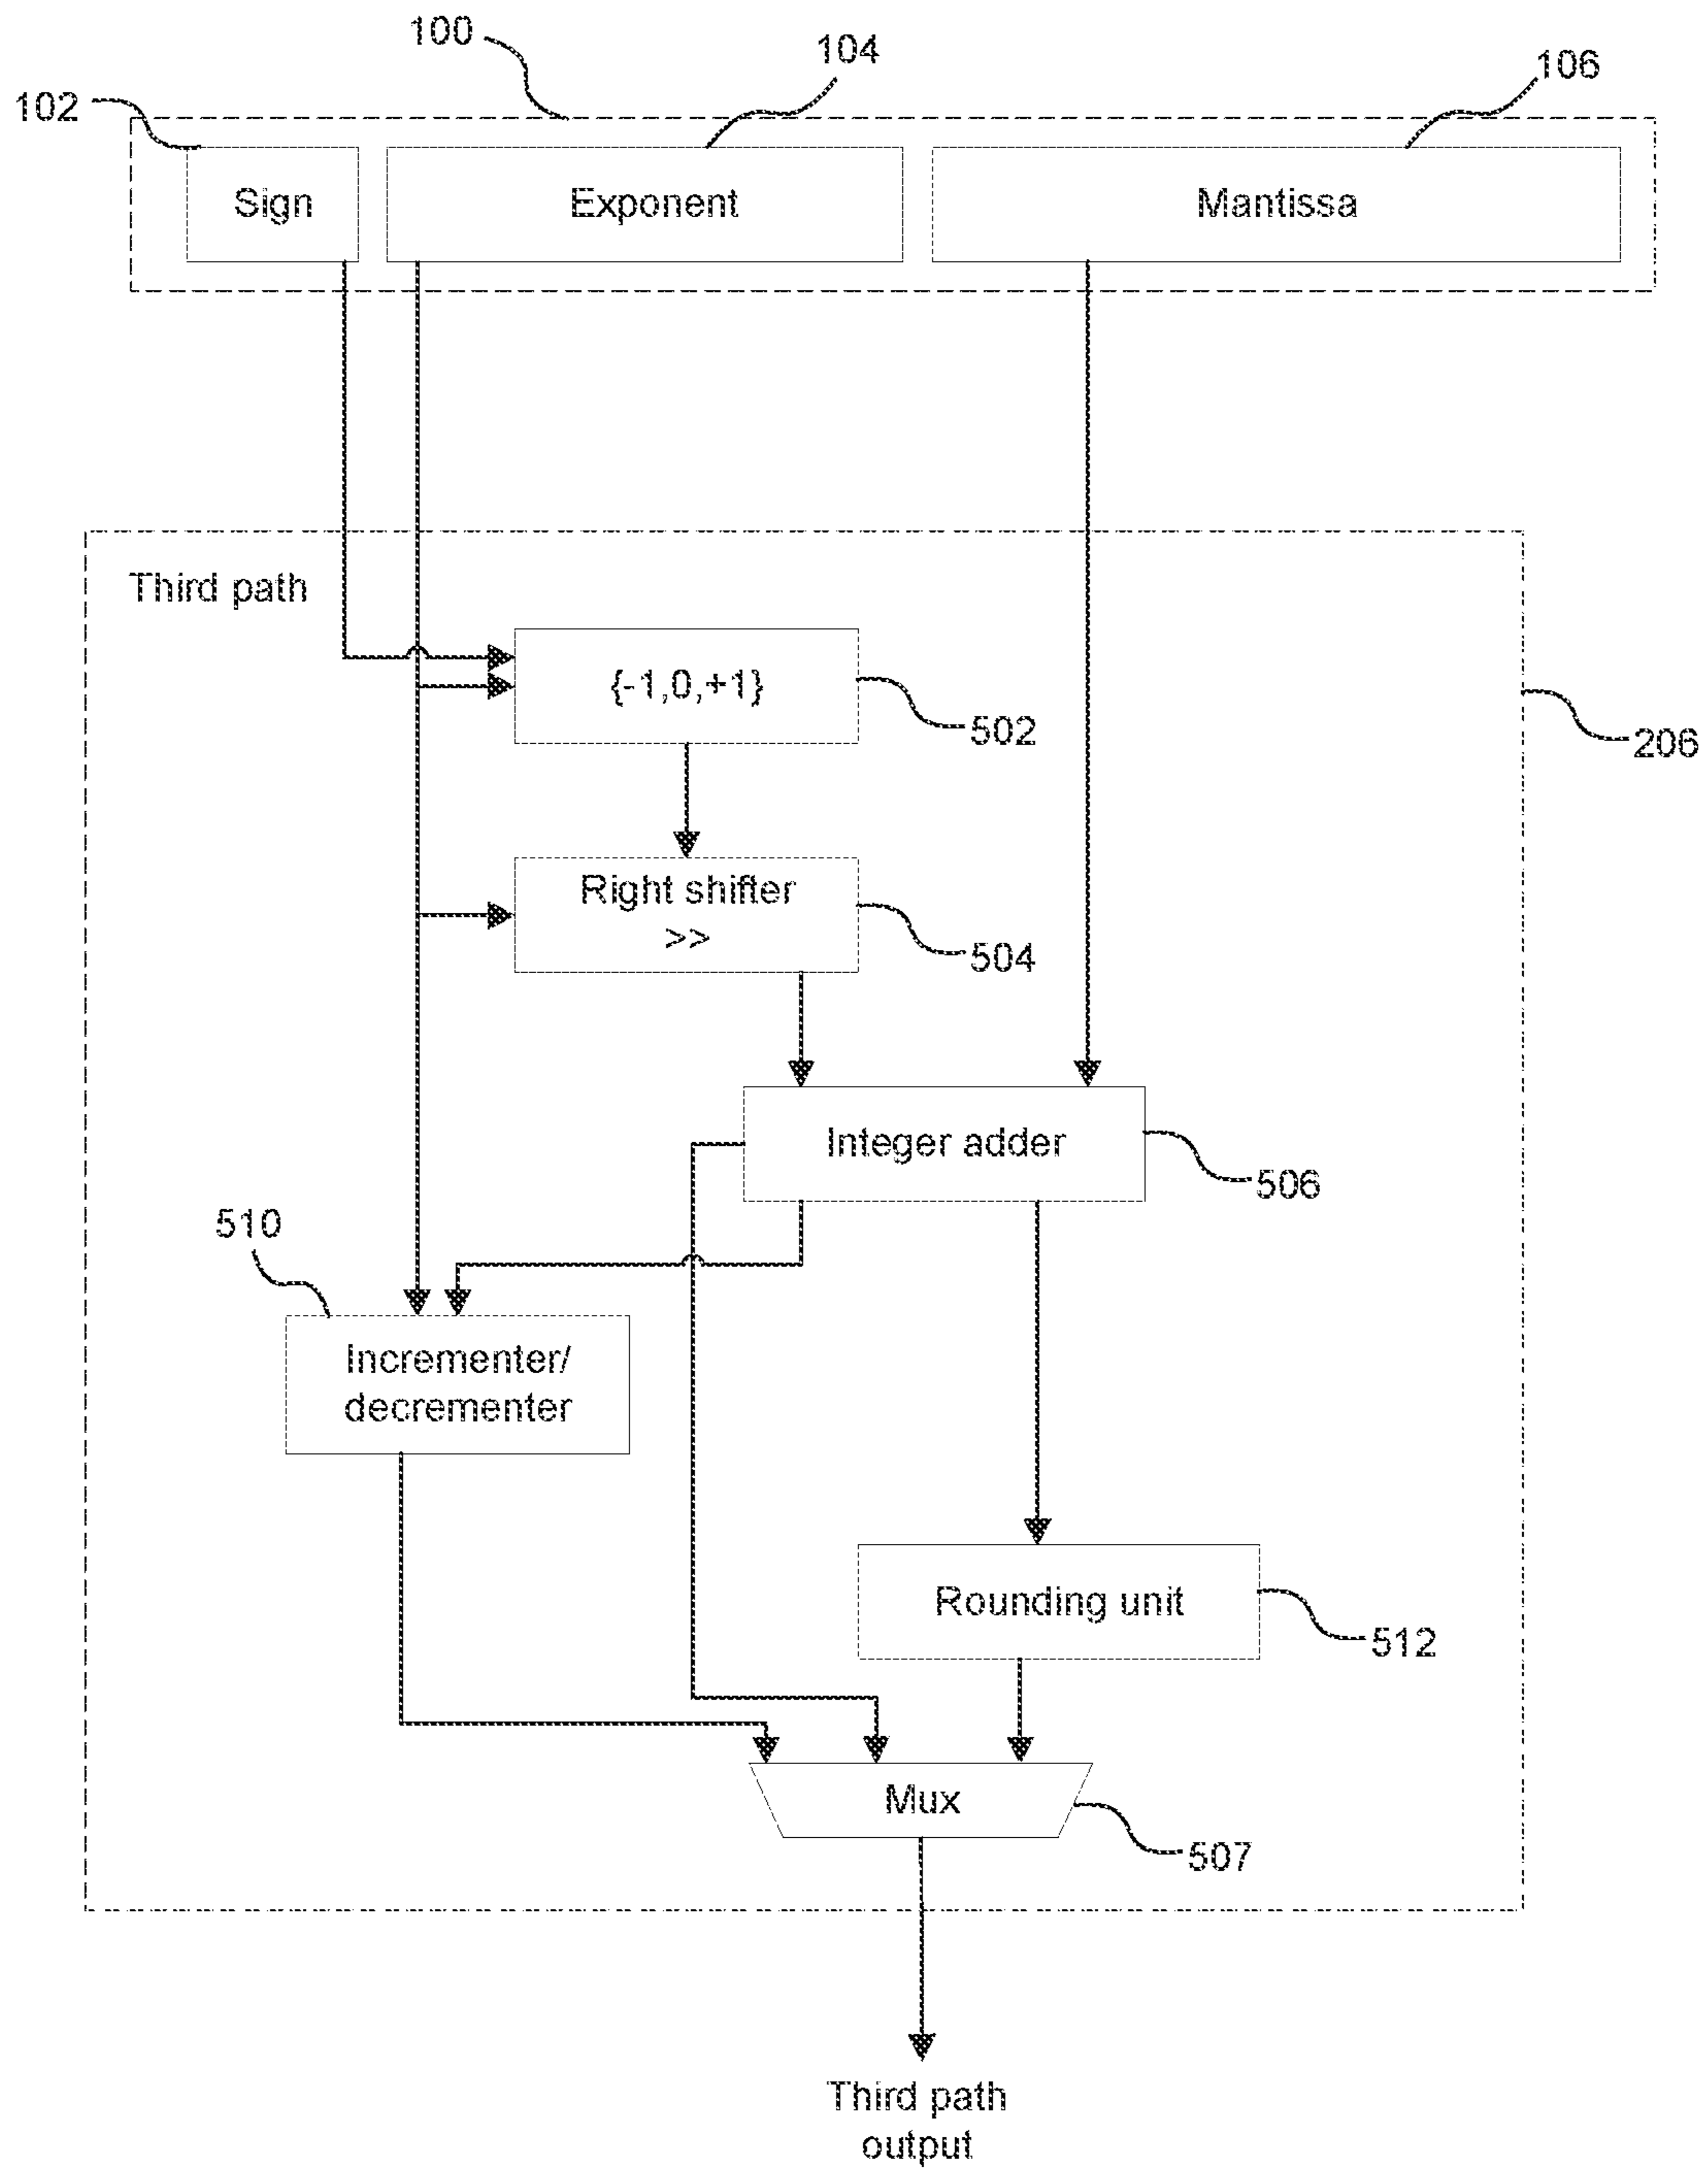 100
104
106
102
Sign
Exponent
Mantissa
Third path
{-1,0,+1}
502
206
Right shifter
>>
504
Integer adder
506
510
Incrementer/
decrementer
Rounding unit
512
Mux
507
Third path
output